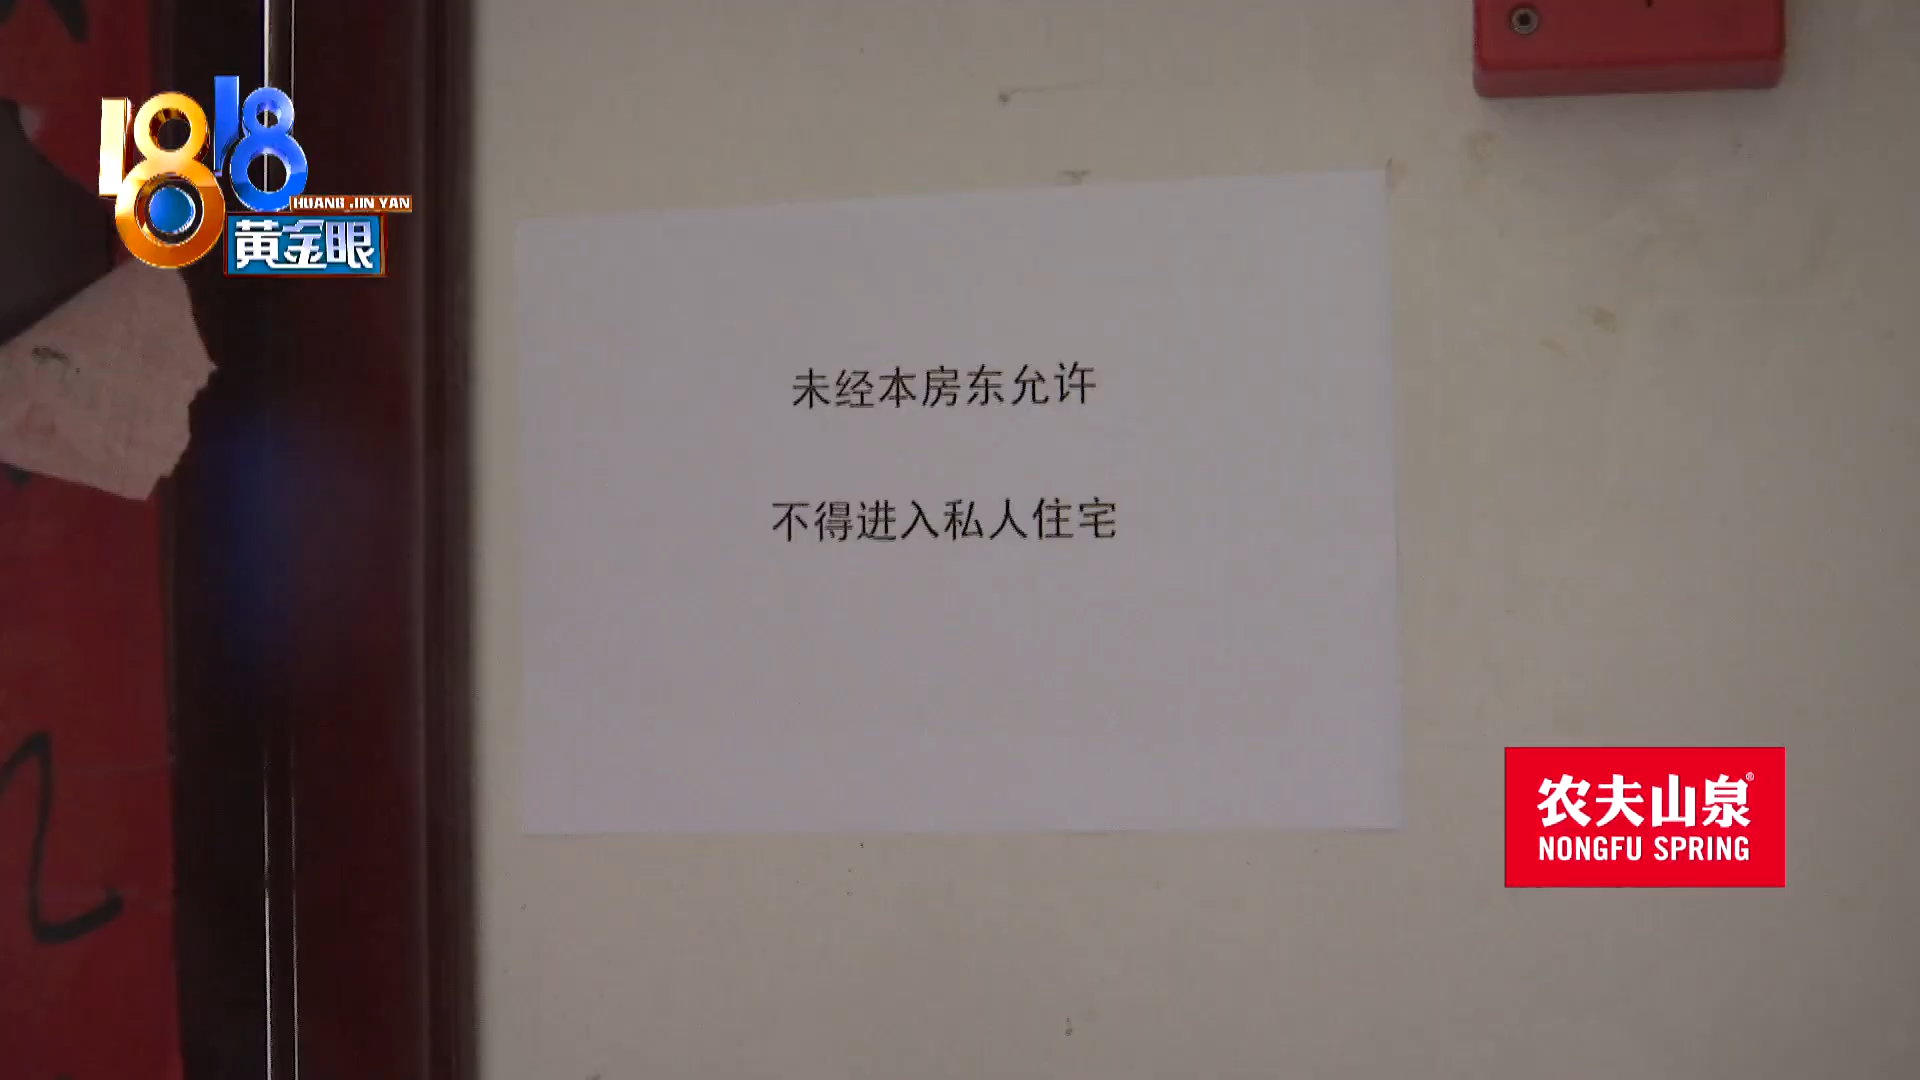 1818
HUANG JIN YAN
黄金眼
未经本房东允许
不得进入私人住宅
农夫山泉®
NONGFU SPRING